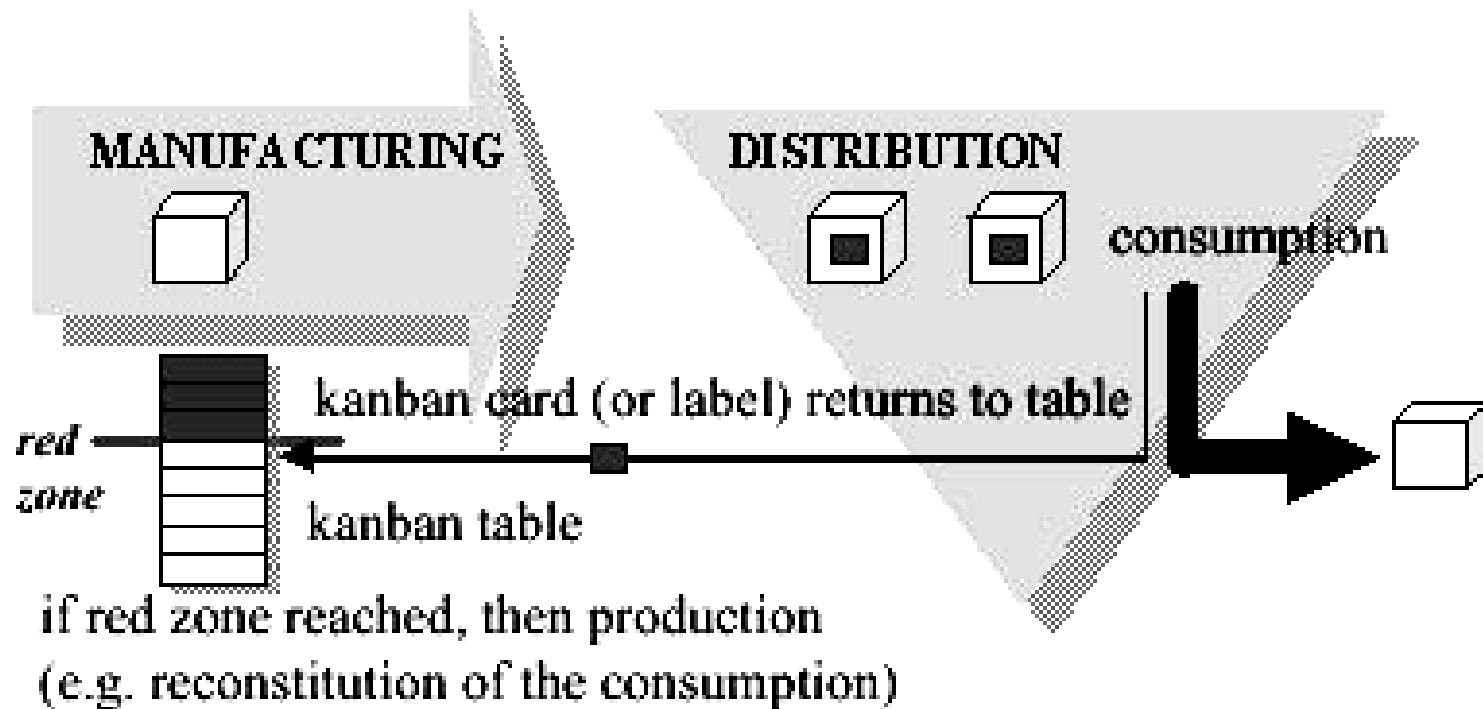 MANUFACTURING
DISTRIBUTION
consumption
kanban card (or label) returns to table
red
zone
kanban table
if red zone reached, then production
(e.g. reconstitution of the consumption)